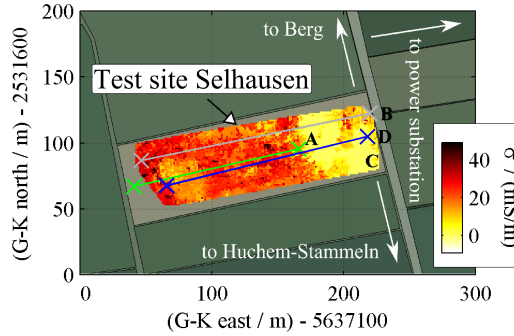 200
150
100
50
0
(G-K north / m) - 2531600
to Berg
to power substation
Test site Selhausen
A
B
D
C
to Huchem-Stammeln
40
20
0
(mS/m)
0
100
200
300
(G-K east / m) - 5637100